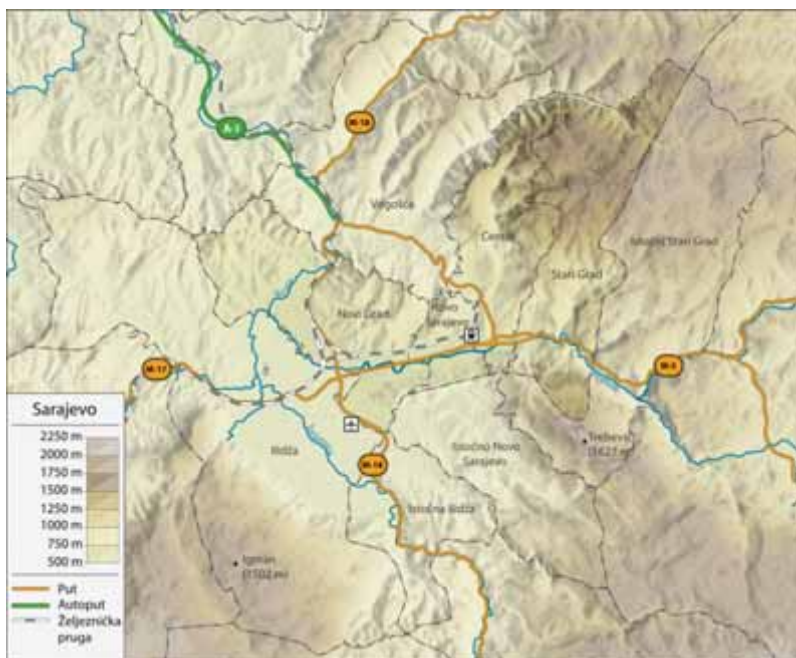 A-1
M-18
Vogošća
Centar
Istočni Stari Grad
Stari Grad
Novi Grad
Novo
Sarajevo
M-17
M-5
Sarajevo
2250 m
2000 m
1750 m
1500 m
1250 m
1000 m
750 m
500 m
Ilidža
Trebević
Istočno Novo
Sarajevo
M-18
Istočna Ilidža
Igman
(1502 m)
Put
Autoput
Željeznička
pruga